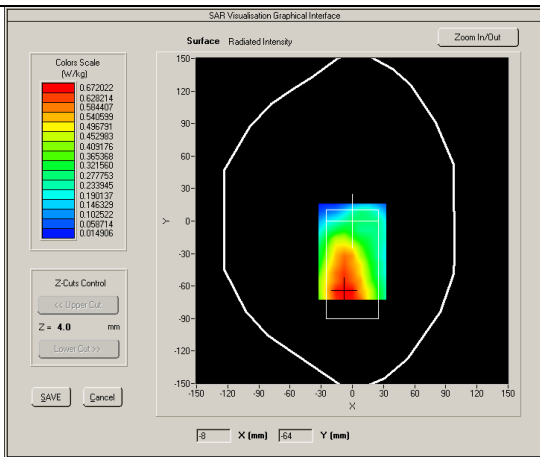 SAR Visualisation Graphical Interface
Surface Radiated Intensity
Zoom In/Out
Colors Scale
(W/kg)
0.672022
0.628214
0.584407
0.540599
0.496791
0.452983
0.409176
0.365368
0.321560
0.277753
0.233945
0.190137
0.146329
0.102522
0.058714
0.014906
Z-Cuts Control
<< Upper Cut
Z = 4.0 mm
Lower Cut >>
SAVE Cancel
150-
120-
90-
60-
30-
0-
-30-
-60-
-90-
-120-
-150-
Y
-150 -120 -90 -60 -30 0 30 60 90 120 150
X
-8 X (mm) -64 Y (mm)